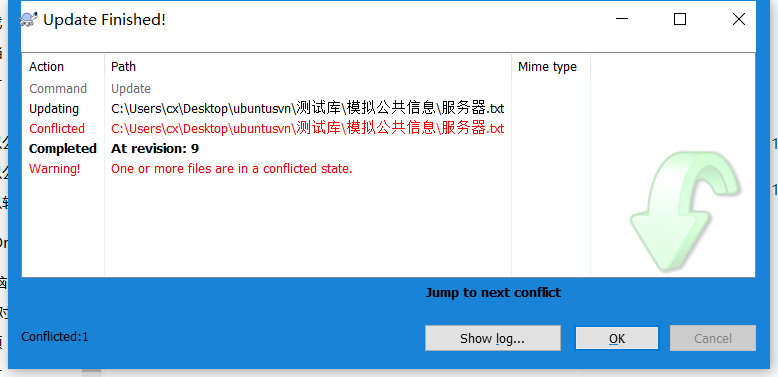 Update Finished!
Action Path Mime type
Command Update
Updating C:\Users\cx\Desktop\ubuntusvn\测试库\模拟公共信息\服务器.txt
Conflicted C:\Users\cx\Desktop\ubuntusvn\测试库\模拟公共信息\服务器.txt
Completed At revision: 9
Warning! One or more files are in a conflicted state.
Jump to next conflict
Conflicted:1
Show log... OK Cancel